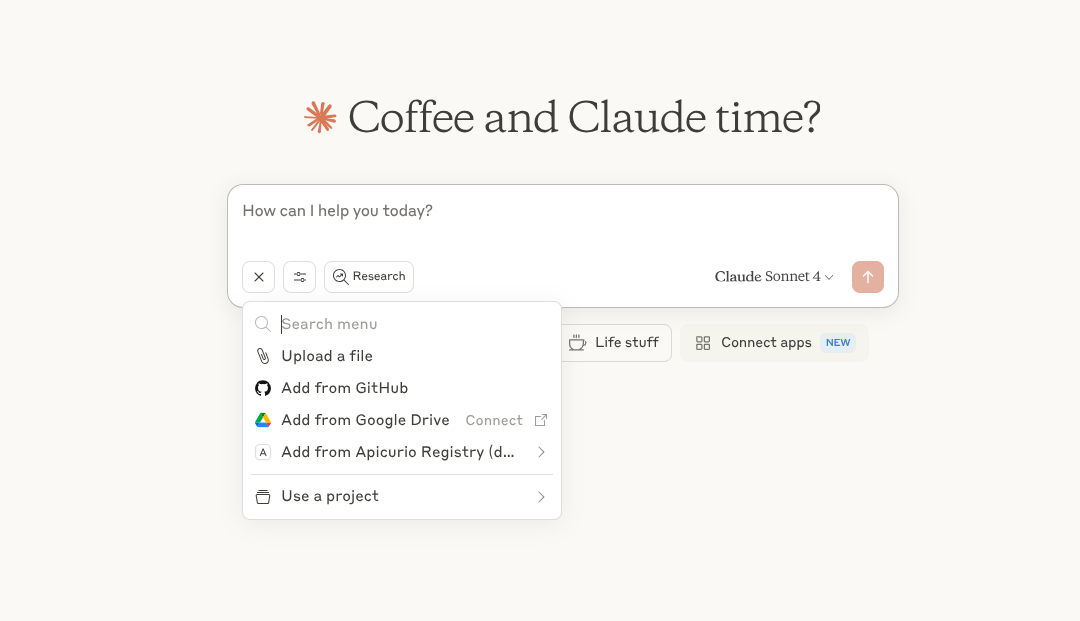 Coffee and Claude time?
How can I help you today?
Research
Claude Sonnet 4
Search menu
Upload a file
Add from GitHub
Add from Google Drive Connect
A Add from Apicurio Registry (d...
Use a project
Life stuff
Connect apps NEW